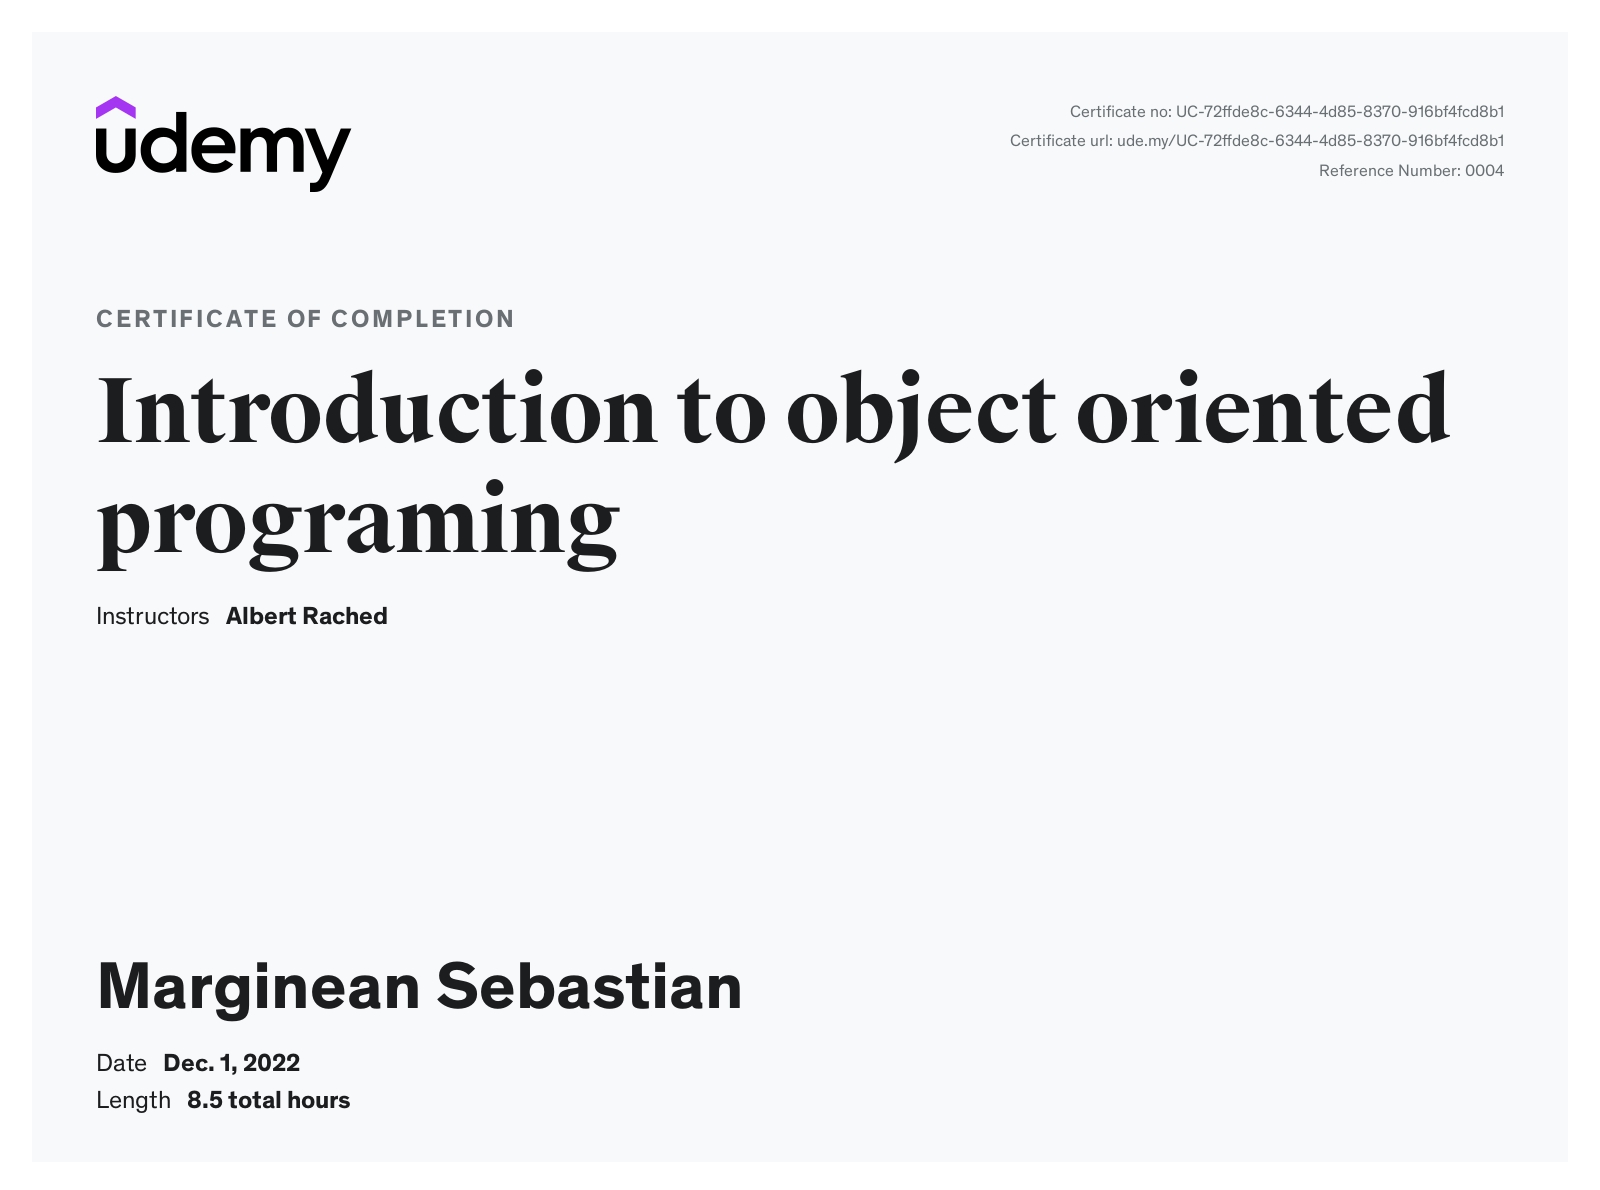 udemy
Certificate no: UC-72ffde8c-6344-4d85-8370-916bf4fcd8b1
Certificate url: ude.my/UC-72ffde8c-6344-4d85-8370-916bf4fcd8b1
Reference Number: 0004
CERTIFICATE OF COMPLETION
Introduction to object oriented
programing
Instructors Albert Rached
Marginean Sebastian
Date Dec. 1, 2022
Length 8.5 total hours